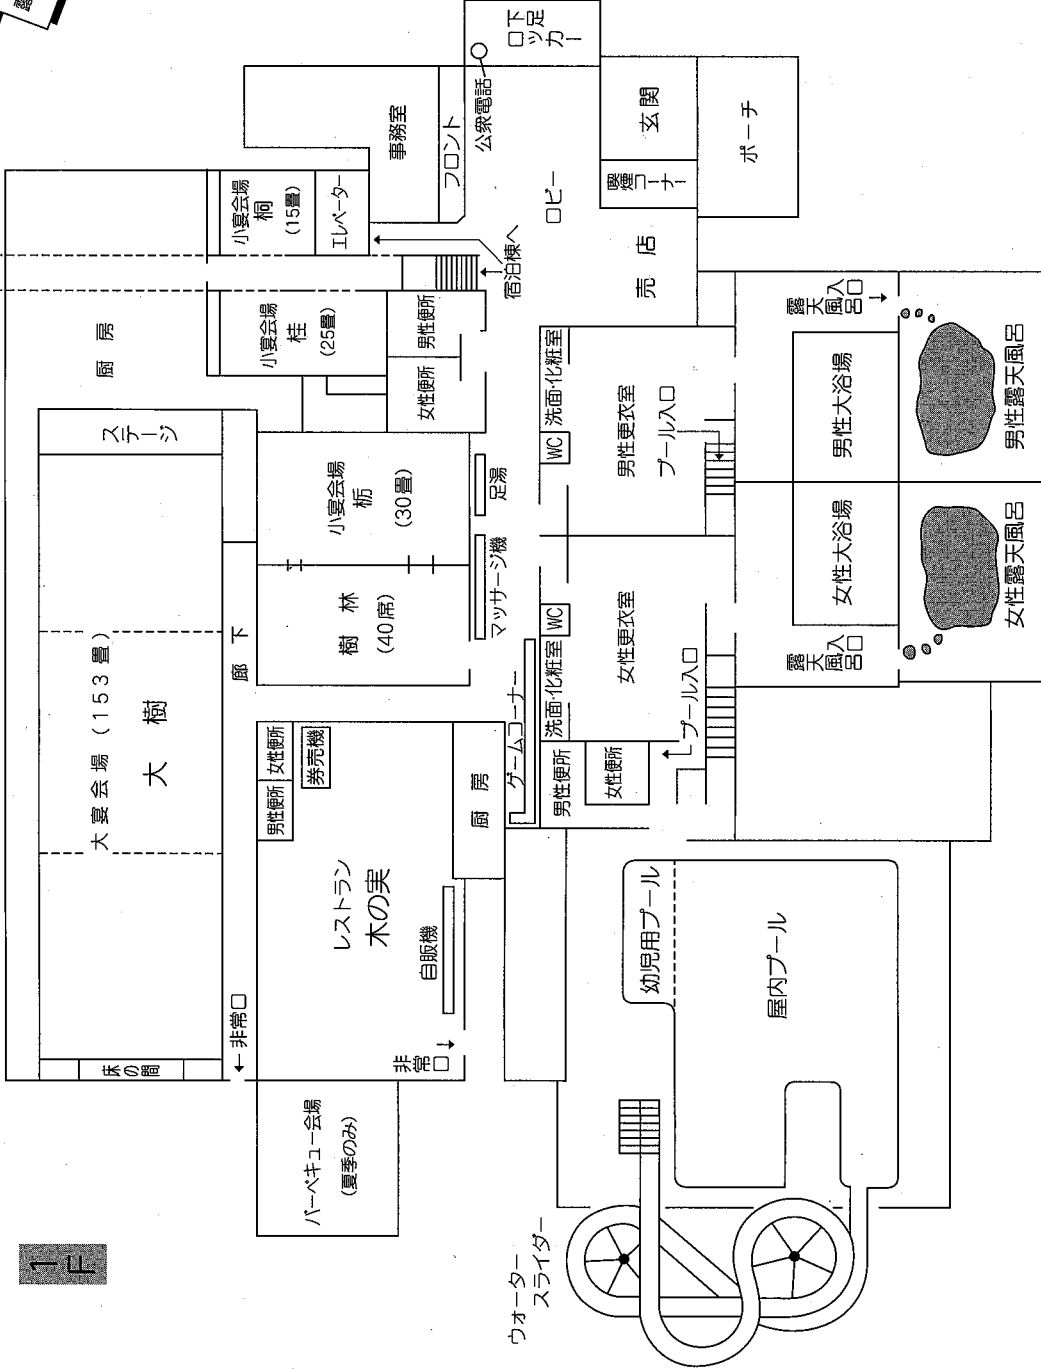 露
1F
大宴会場（153畳）
大樹
床の間
ステージ
厨房
廊下
←非常口
小宴会場
桐
(15畳)
エレベーター
小宴会場
桂
(25畳)
男性便所
女性便所
小宴会場
栃
(30畳)
樹林
(40席)
足湯
マッサージ機
事務室
フロント
公衆電話
下足
ロッカー
宿泊棟へ
ロビー
玄関
喫煙
コーナー
ポーチ
売店
女性便所
男性便所
券売機
レストラン
木の実
自販機
厨房
非常口
バーベキュー会場
(夏季のみ)
ゲームコーナー
洗面・化粧室
WC
男性更衣室
プール入口
洗面・化粧室
WC
女性更衣室
プール入口
男性便所
女性便所
露天風呂入口
男性大浴場
男性露天風呂
女性大浴場
女性露天風呂
露天風呂入口
幼児用プール
屋内プール
ウォーター
スライダー